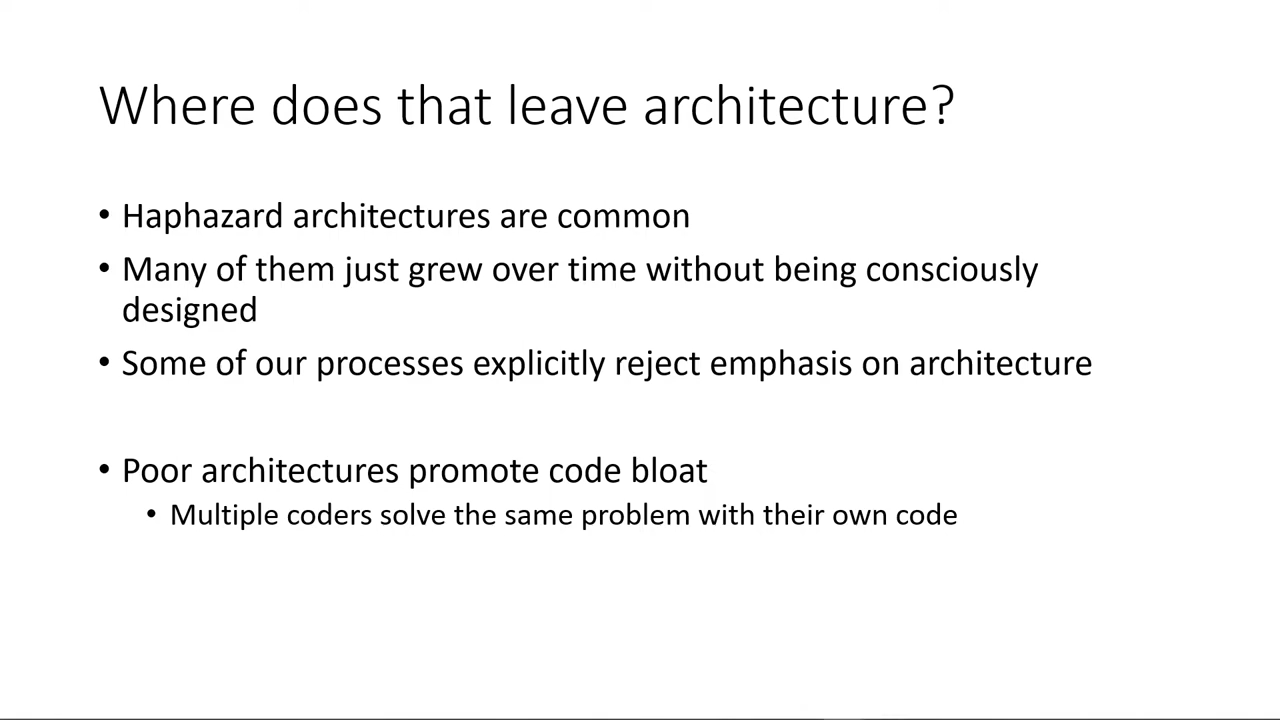 Where does that leave architecture?
• Haphazard architectures are common
• Many of them just grew over time without being consciously
designed
• Some of our processes explicitly reject emphasis on architecture
• Poor architectures promote code bloat
• Multiple coders solve the same problem with their own code